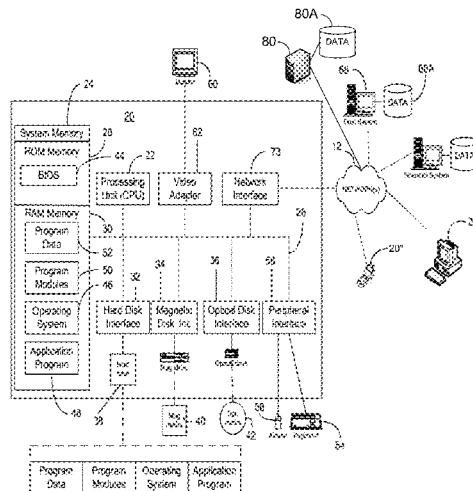 80A
80
DATA
24
60
68
68A
DATA
20
System Memory
28
62
ROM Memory
44
22
12
BIOS
73
Processing Unit (CPU)
Video Adapter
Network Interface
DATA
RAM Memory
30
26
Program Data
52
Program Modules
50
32
34
36
56
20"
Operating System
46
Hard Disk Interface
Magnetic Disk Int.
Optical Disk Interface
Peripheral Interface
Application Program
48
38
40
42
58
54
Program Data
Program Modules
Operating System
Application Program